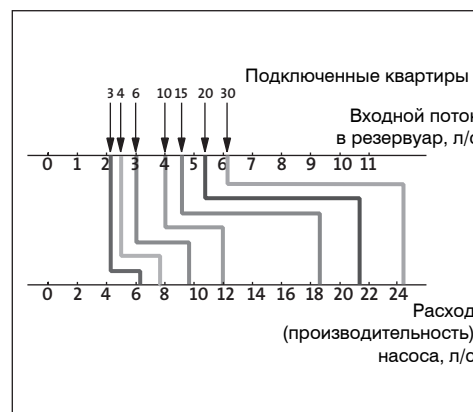 Подключенные квартиры
3 4 6 10 15 20 30
Входной поток
в резервуар, л/с
0 1 2 3 4 5 6 7 8 9 10 11
0 2 4 6 8 10 12 14 16 18 20 22 24
Расход
(производительность)
насоса, л/с